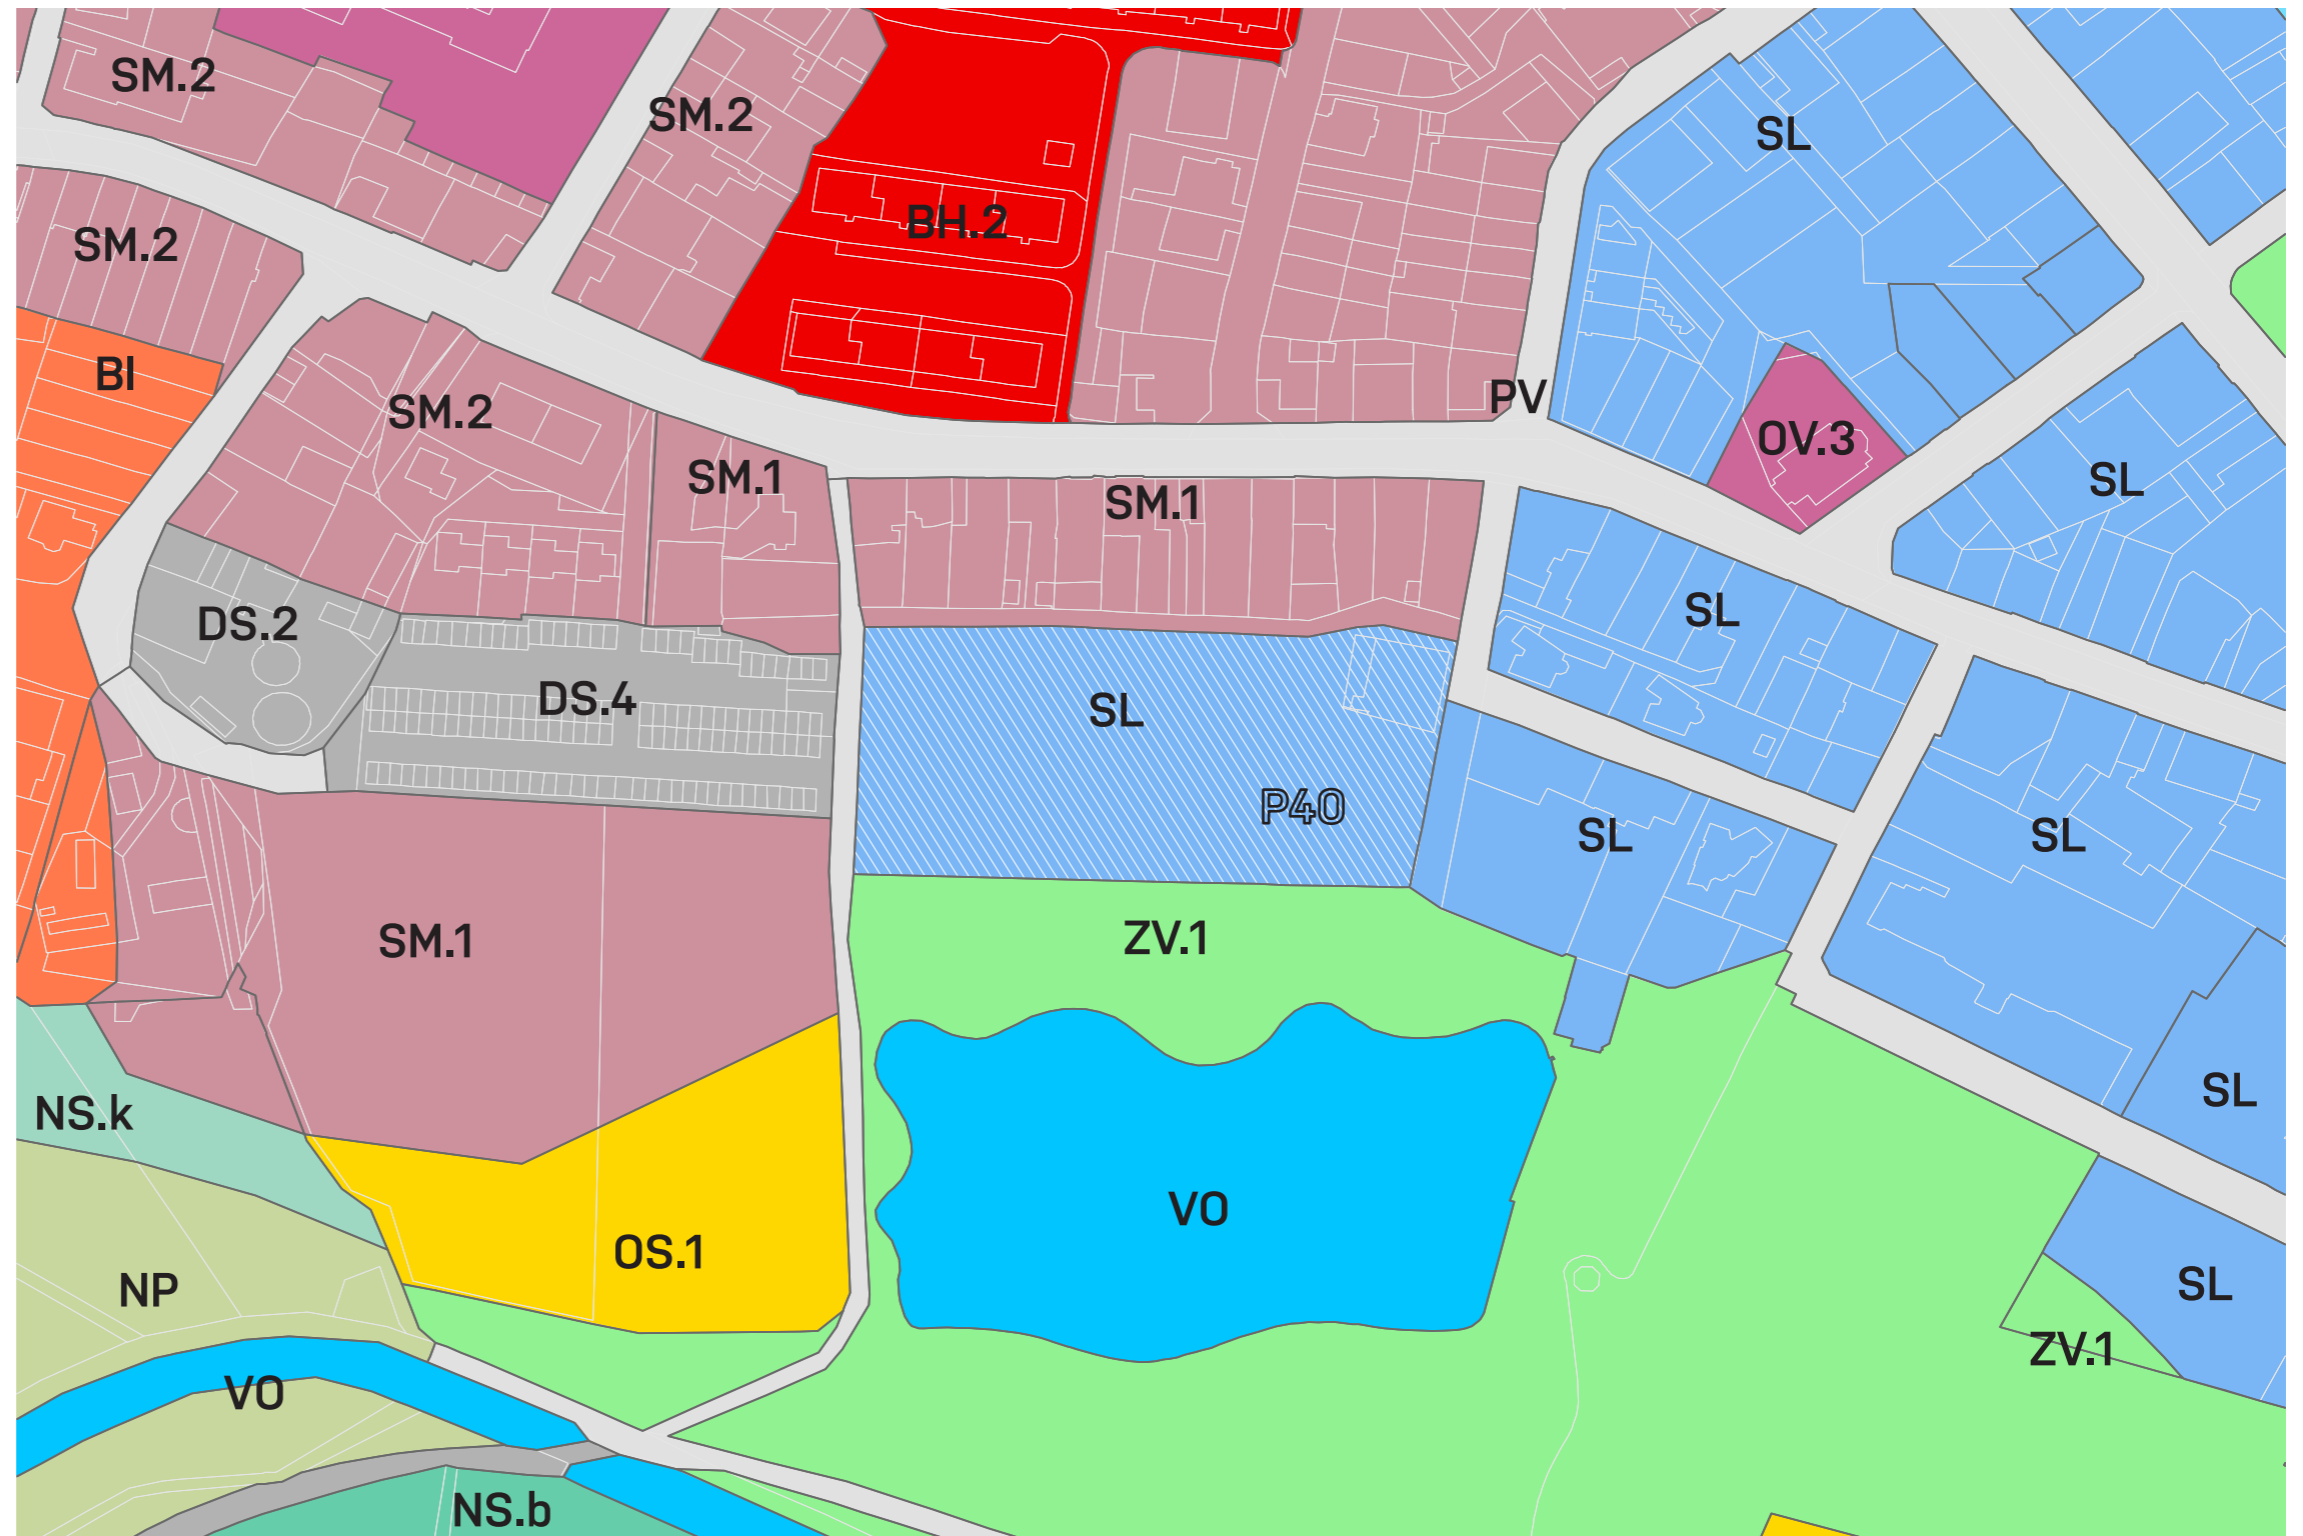 SM.2
SM.2
SL
BH.2
SM.2
BI
PV
SM.2
OV.3
SM.1
SL
SM.1
SL
DS.2
DS.4
SL
P40
SL
SL
ZV.1
SM.1
SL
NS.k
VO
OS.1
SL
NP
ZV.1
VO
NS.b